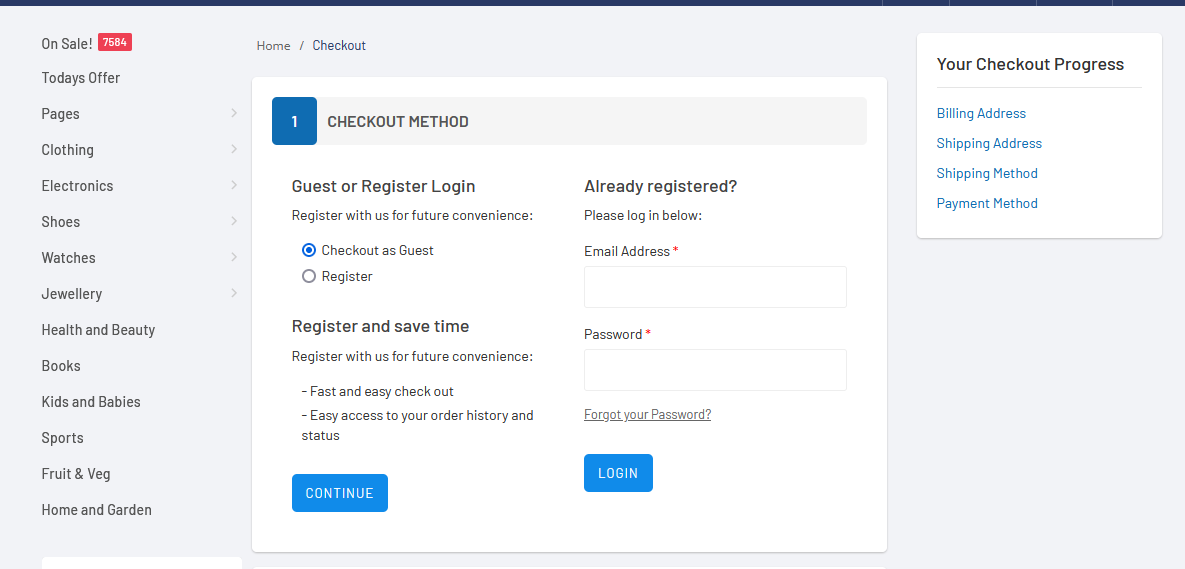 On Sale! 7584
Todays Offer
Pages
Clothing
Electronics
Shoes
Watches
Jewellery
Health and Beauty
Books
Kids and Babies
Sports
Fruit & Veg
Home and Garden
Home / Checkout
1 CHECKOUT METHOD
Guest or Register Login
Register with us for future convenience:
Checkout as Guest
Register
Register and save time
Register with us for future convenience:
- Fast and easy check out
- Easy access to your order history and
status
CONTINUE
Already registered?
Please log in below:
Email Address *
Password *
Forgot your Password?
LOGIN
Your Checkout Progress
Billing Address
Shipping Address
Shipping Method
Payment Method